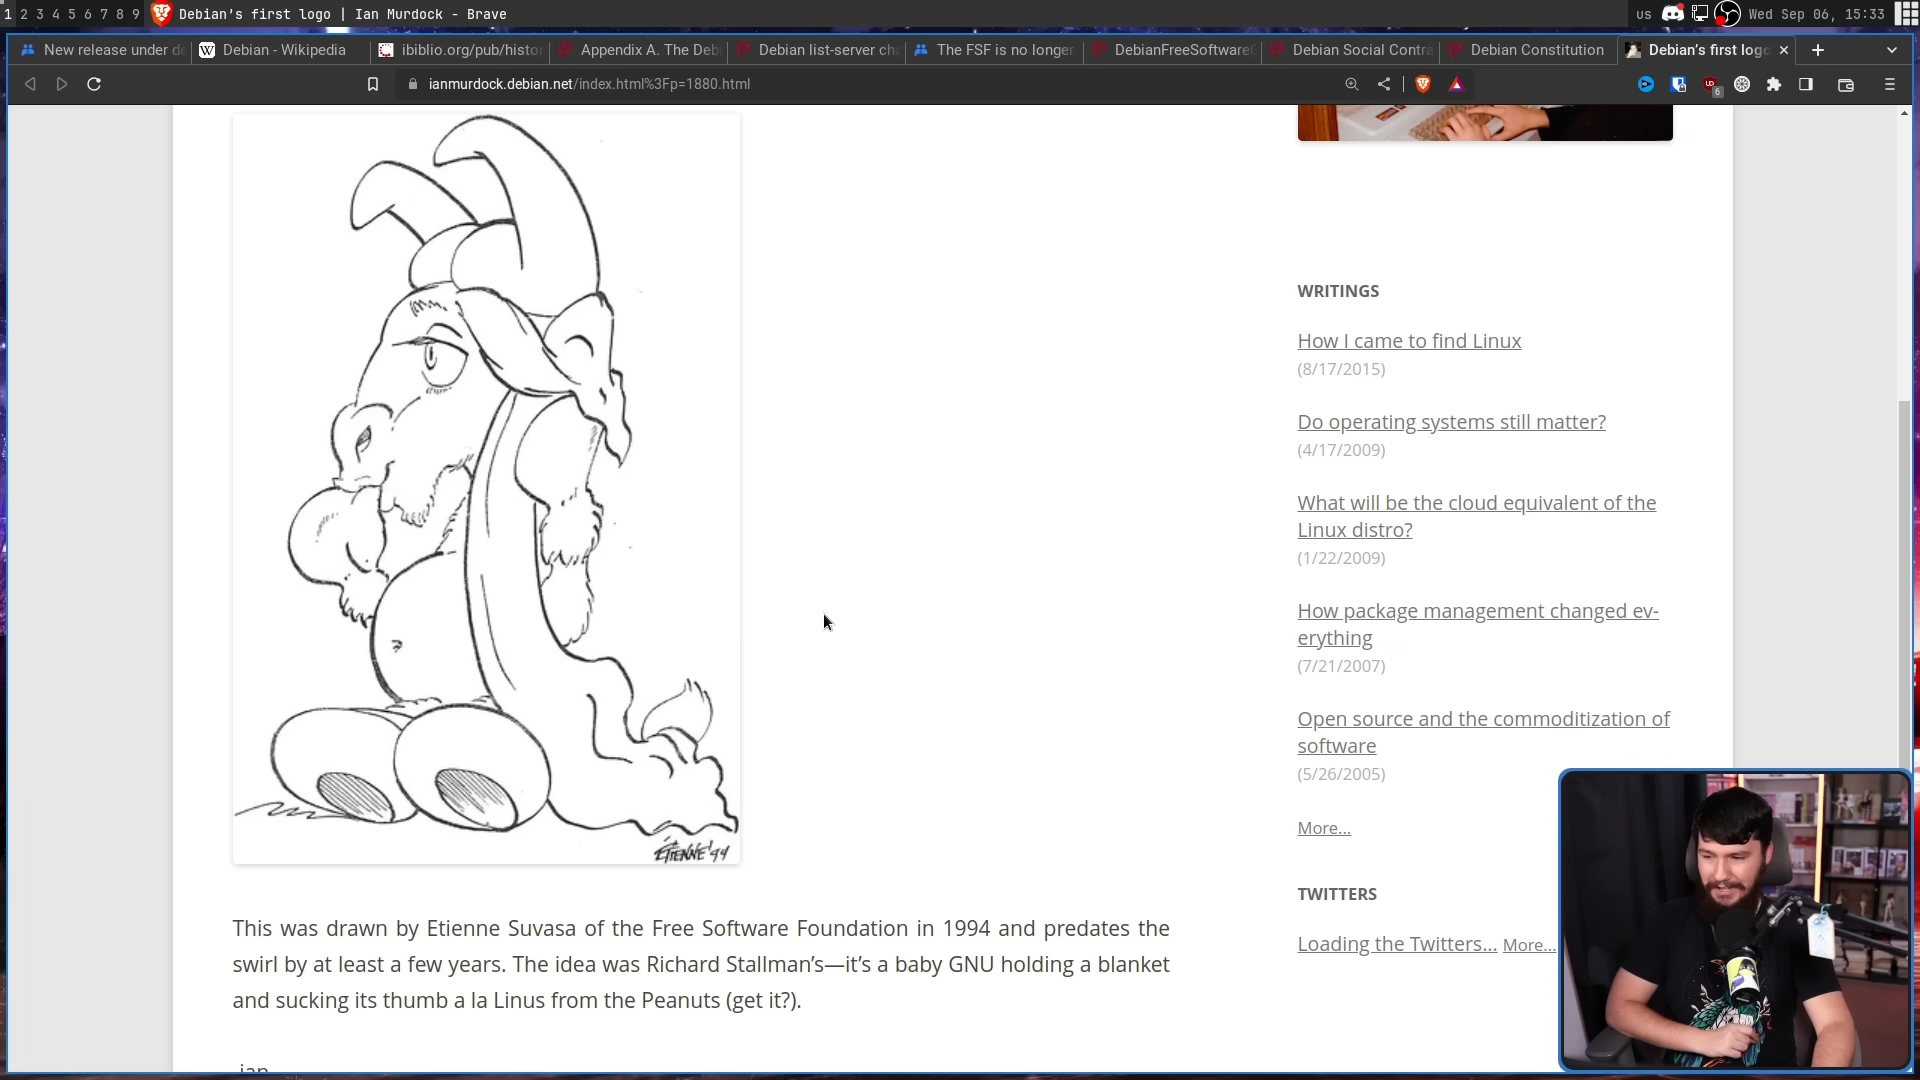 1 2 3 4 5 6 7 8 9 Debian's first logo | Ian Murdock - Brave
us Wed Sep 06, 15:33
New release under de
Debian - Wikipedia
ibiblio.org/pub/histo
Appendix A. The Deb
Debian list-server cha
The FSF is no longer
DebianFreeSoftwareG
Debian Social Contra
Debian Constitution
Debian's first logo
ianmurdock.debian.net/index.html%3Fp=1880.html
6
ETIENNE '94
This was drawn by Etienne Suvasa of the Free Software Foundation in 1994 and predates the
swirl by at least a few years. The idea was Richard Stallman's—it's a baby GNU holding a blanket
and sucking its thumb a la Linus from the Peanuts (get it?).
WRITINGS
How I came to find Linux
(8/17/2015)
Do operating systems still matter?
(4/17/2009)
What will be the cloud equivalent of the
Linux distro?
(1/22/2009)
How package management changed ev-
erything
(7/21/2007)
Open source and the commoditization of
software
(5/26/2005)
More...
TWITTERS
Loading the Twitters... More...